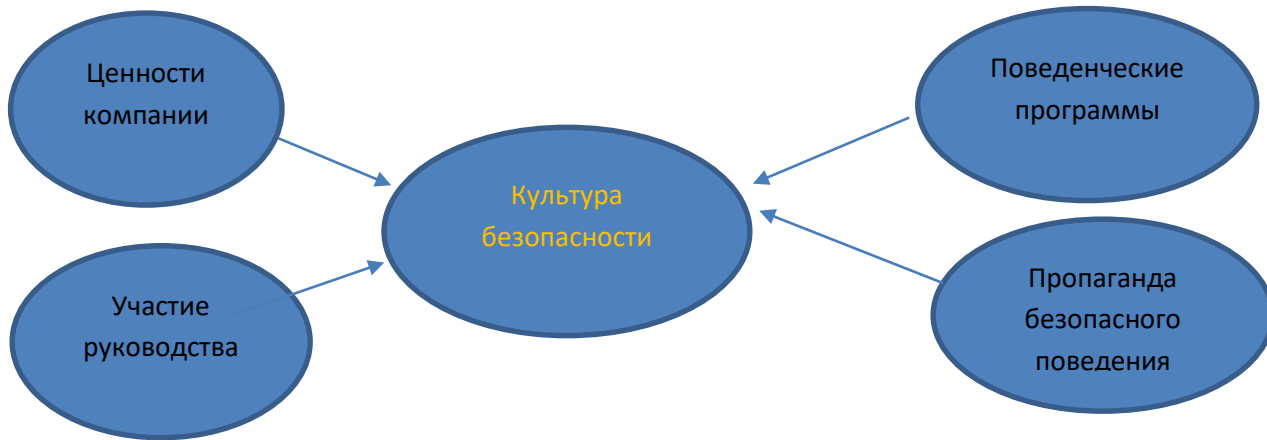 Ценности
компании
Поведенческие
программы
Культура
безопасности
Участие
руководства
Пропаганда
безопасного
поведения